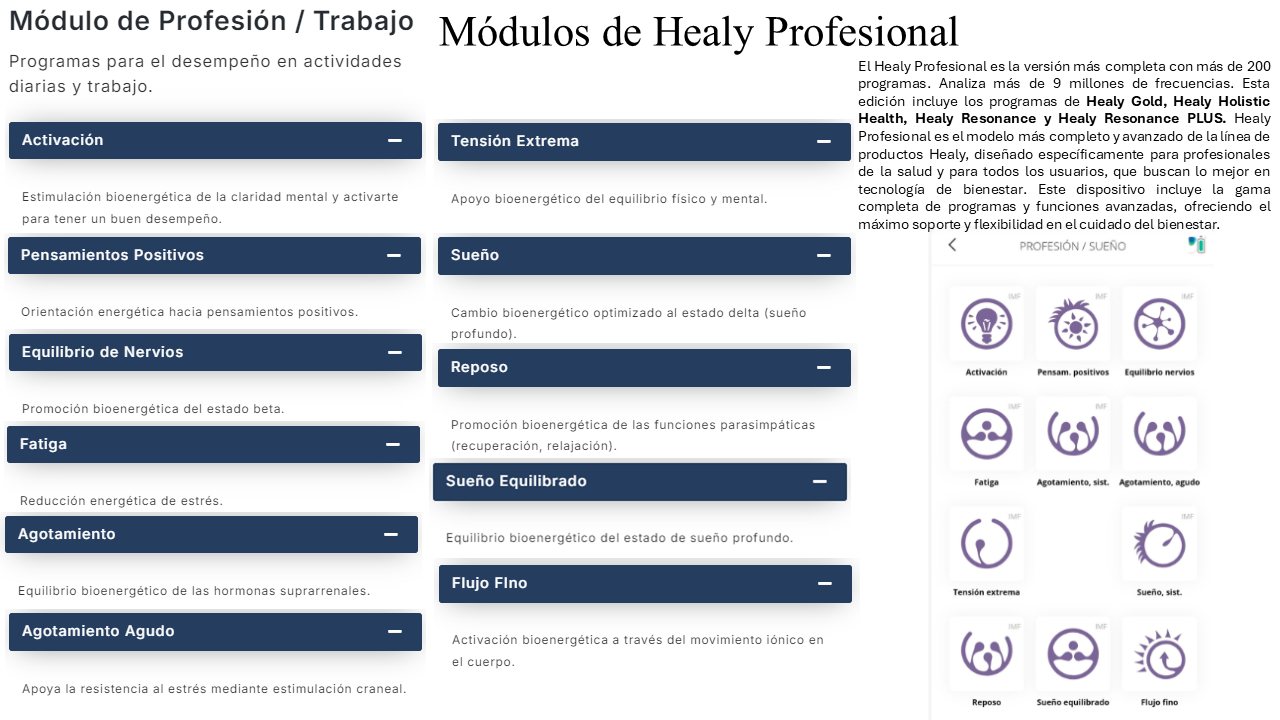 Módulo de Profesión / Trabajo
Programas para el desempeño en actividades
diarias y trabajo.
Activación
Estimulación bioenergética de la claridad mental y activarte
para tener un buen desempeño.
Pensamientos Positivos
Orientación energética hacia pensamientos positivos.
Equilibrio de Nervios
Promoción bioenergética del estado beta.
Fatiga
Reducción energética de estrés.
Agotamiento
Equilibrio bioenergético de las hormonas suprarrenales.
Agotamiento Agudo
Apoya la resistencia al estrés mediante estimulación craneal.
Módulos de Healy Profesional
Tensión Extrema
Apoyo bioenergético del equilibrio físico y mental.
Sueño
Cambio bioenergético optimizado al estado delta (sueño
profundo).
Reposo
Promoción bioenergética de las funciones parasimpáticas
(recuperación, relajación).
Sueño Equilibrado
Equilibrio bioenergético del estado de sueño profundo.
Flujo FIno
Activación bioenergética a través del movimiento iónico en
el cuerpo.
El Healy Profesional es la versión más completa con más de 200
programas. Analiza más de 9 millones de frecuencias. Esta
edición incluye los programas de Healy Gold, Healy Holistic
Health, Healy Resonance y Healy Resonance PLUS. Healy
Profesional es el modelo más completo y avanzado de la línea de
productos Healy, diseñado específicamente para profesionales
de la salud y para todos los usuarios, que buscan lo mejor en
tecnología de bienestar. Este dispositivo incluye la gama
completa de programas y funciones avanzadas, ofreciendo el
máximo soporte y flexibilidad en el cuidado del bienestar.
PROFESIÓN / SUEÑO
IMF IMF IMF
Activación Pensam. positivos Equilibrio nervios
IMF IMF IMF
Fatiga Agotamiento, sist. Agotamiento, agudo
IMF IMF
Tensión extrema Sueño, sist.
IMF IMF IMF
Reposo Sueño equilibrado Flujo fino